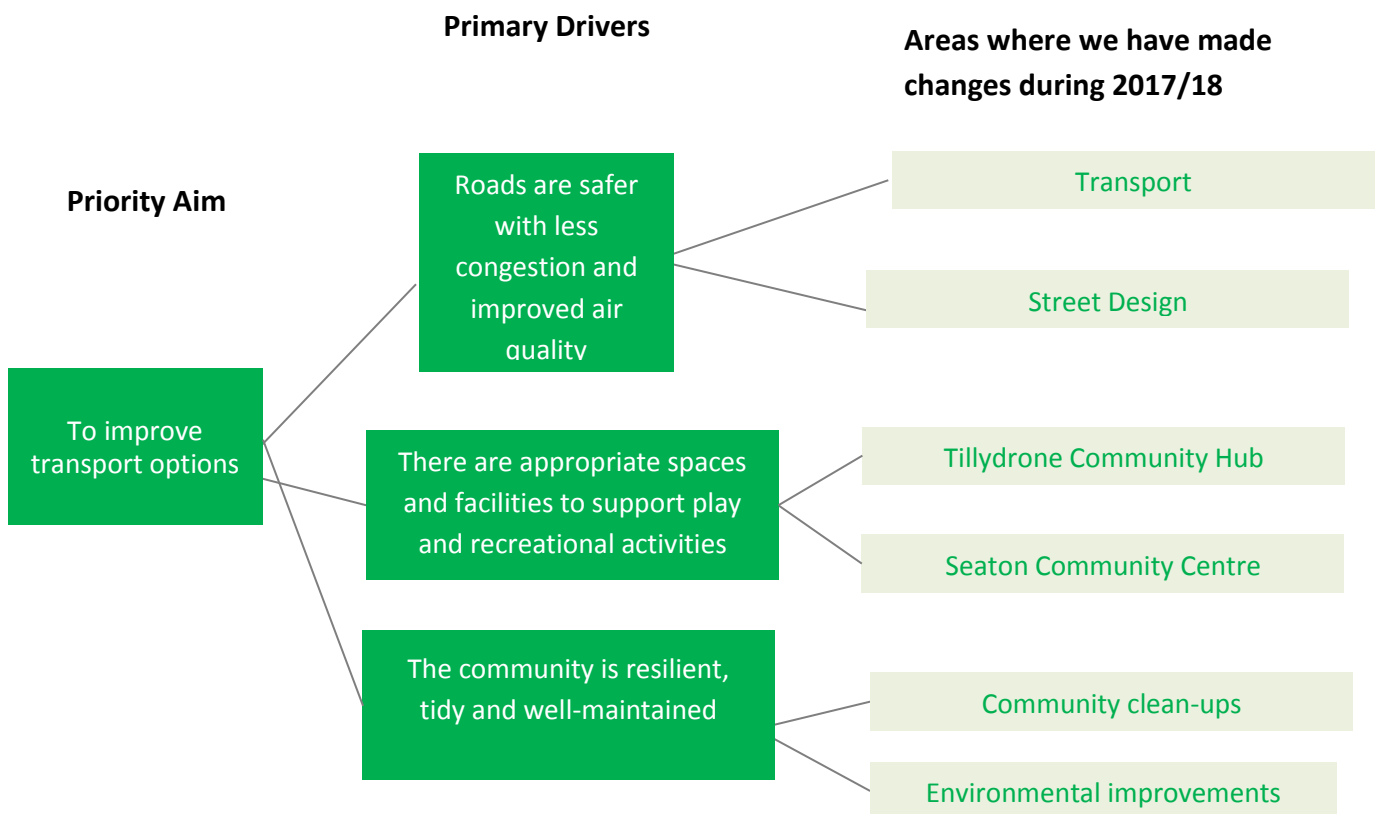 Primary Drivers
Areas where we have made
changes during 2017/18
Priority Aim
Roads are safer
with less
congestion and
improved air
quality
Transport
Street Design
To improve
transport options
There are appropriate spaces
and facilities to support play
and recreational activities
Tillydrone Community Hub
Seaton Community Centre
The community is resilient,
tidy and well-maintained
Community clean-ups
Environmental improvements